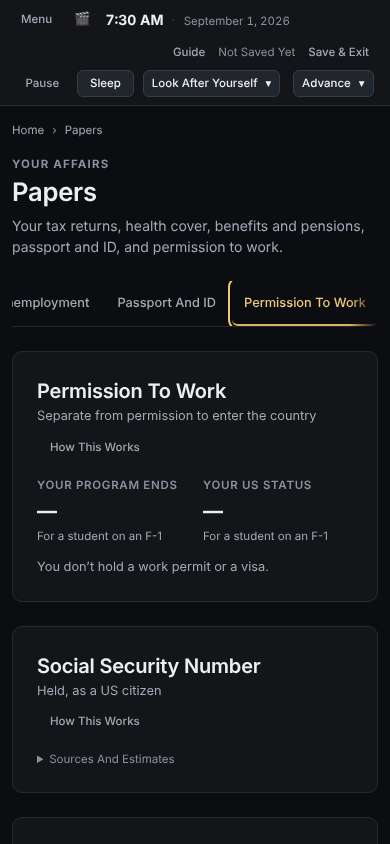 Menu 🎬 7:30 AM · September 1, 2026
Guide Not Saved Yet Save & Exit
Pause Sleep Look After Yourself ▾ Advance ▾
Home › Papers
YOUR AFFAIRS
Papers
Your tax returns, health cover, benefits and pensions,
passport and ID, and permission to work.
employment Passport And ID Permission To Work
Permission To Work
Separate from permission to enter the country
How This Works
YOUR PROGRAM ENDS YOUR US STATUS
— —
For a student on an F-1 For a student on an F-1
You don’t hold a work permit or a visa.
Social Security Number
Held, as a US citizen
How This Works
▶ Sources And Estimates